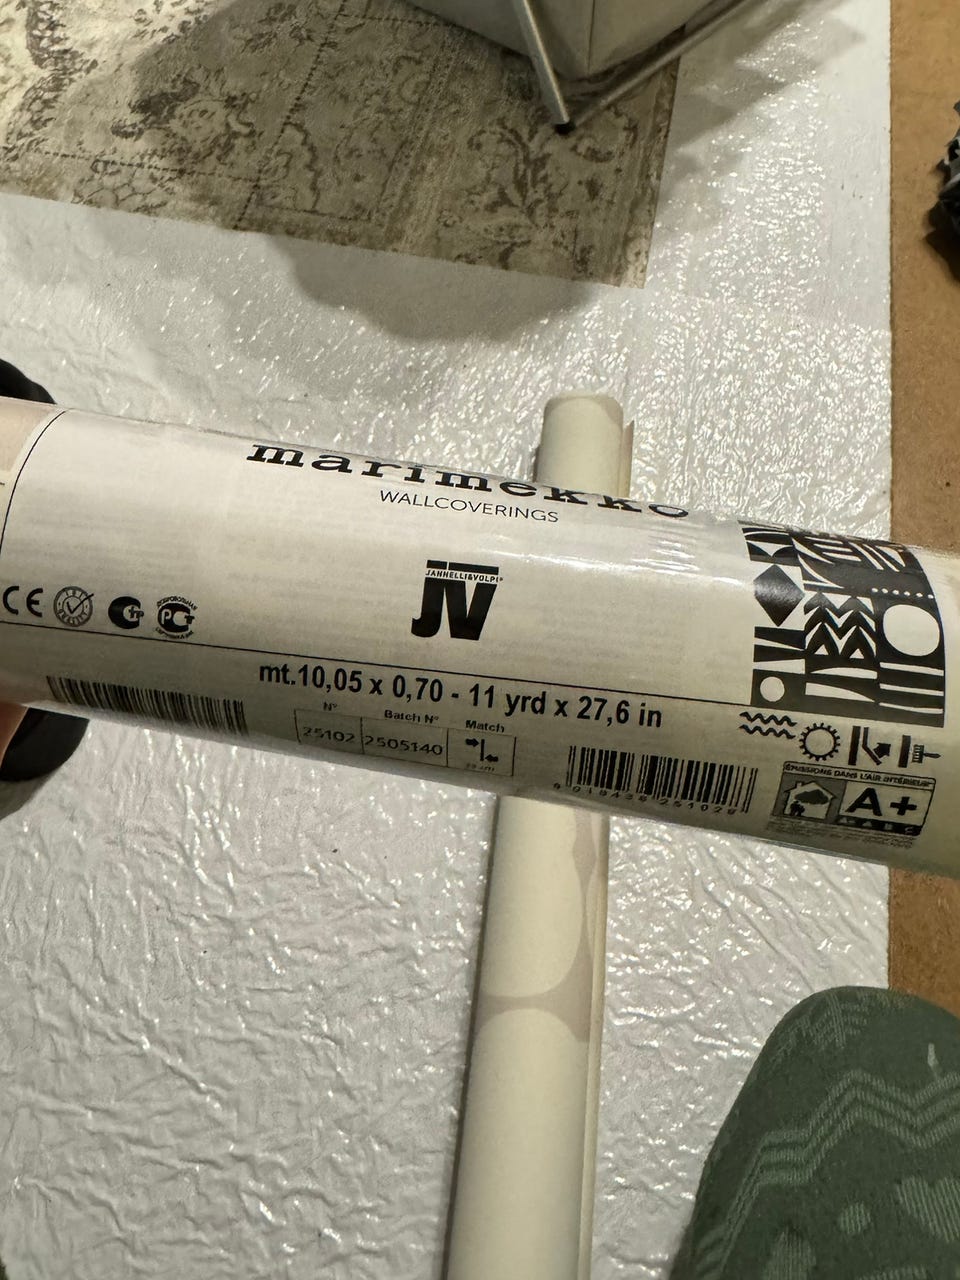 marimekko
WALLCOVERINGS
JANNELLI&VOLPI
JV
CE
mt.10,05 x 0,70 - 11 yrd x 27,6 in
N° Batch N° Match
25102 2505140
ÉMISSIONS DANS L'AIR INTÉRIEUR
A+